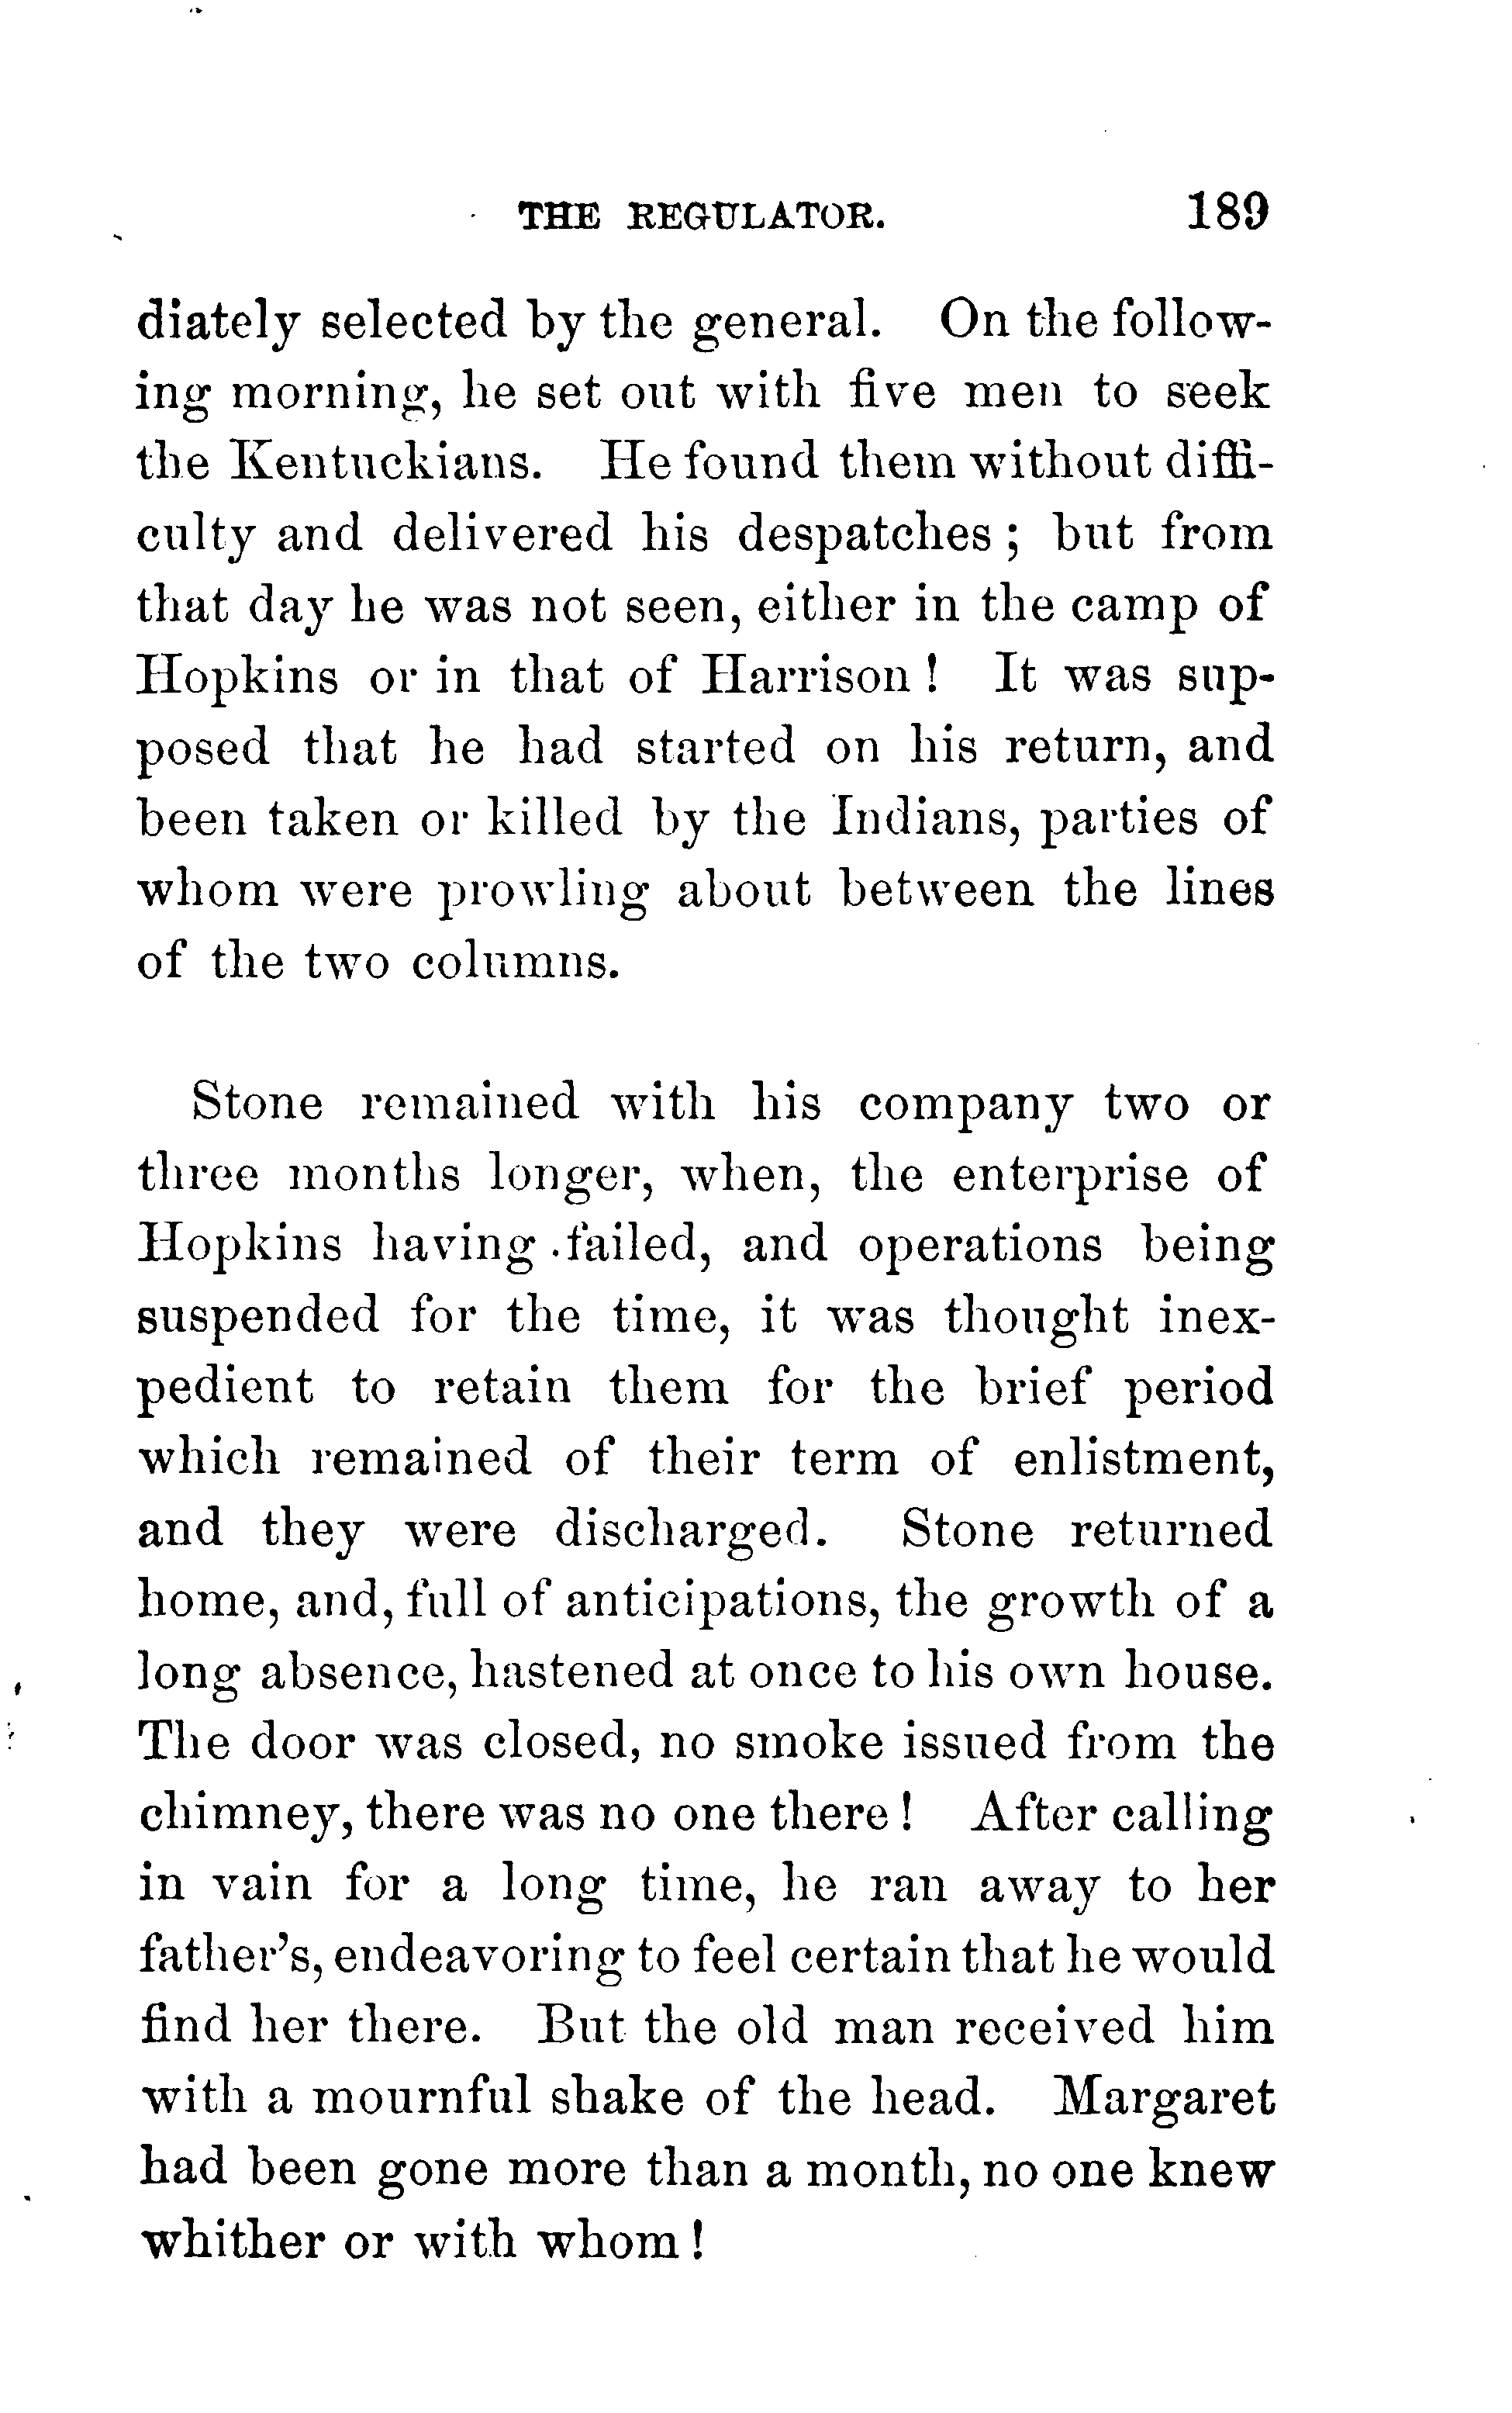 THE REGULATOR. 189
diately selected by the general. On the follow-
ing morning, he set out with five men to seek
the Kentuckians. He found them without diffi-
culty and delivered his despatches ; but from
that day he was not seen, either in the camp of
Hopkins or in that of Harrison ! It was sup-
posed that he had started on his return, and
been taken or killed by the Indians, parties of
whom were prowling about between the lines
of the two columns.
Stone remained with his company two or
three months longer, when, the enterprise of
Hopkins having failed, and operations being
suspended for the time, it was thought inex-
pedient to retain them for the brief period
which remained of their term of enlistment,
and they were discharged. Stone returned
home, and, full of anticipations, the growth of a
long absence, hastened at once to his own house.
The door was closed, no smoke issued from the
chimney, there was no one there ! After calling
in vain for a long time, he ran away to her
father's, endeavoring to feel certain that he would
find her there. But the old man received him
with a mournful shake of the head. Margaret
had been gone more than a month, no one knew
whither or with whom !